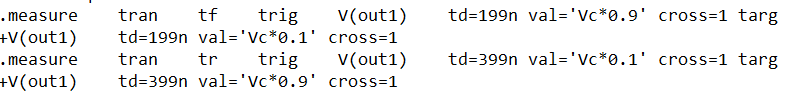 .measure tran tf trig V(out1) td=199n val='Vc*0.9' cross=1 targ
+V(out1) td=199n val='Vc*0.1' cross=1
.measure tran tr trig V(out1) td=399n val='Vc*0.1' cross=1 targ
+V(out1) td=399n val='Vc*0.9' cross=1